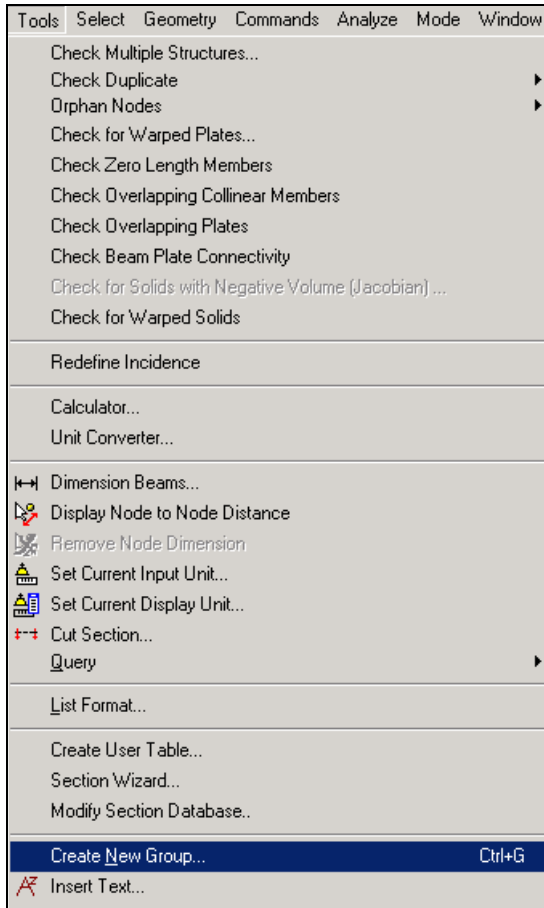 Tools Select Geometry Commands Analyze Mode Window
Check Multiple Structures...
Check Duplicate
Orphan Nodes
Check for Warped Plates...
Check Zero Length Members
Check Overlapping Collinear Members
Check Overlapping Plates
Check Beam Plate Connectivity
Check for Solids with Negative Volume (Jacobian) ...
Check for Warped Solids
Redefine Incidence
Calculator...
Unit Converter...
Dimension Beams...
Display Node to Node Distance
Remove Node Dimension
Set Current Input Unit...
Set Current Display Unit...
Cut Section...
Query
List Format...
Create User Table...
Section Wizard...
Modify Section Database..
Create New Group... Ctrl+G
Insert Text...